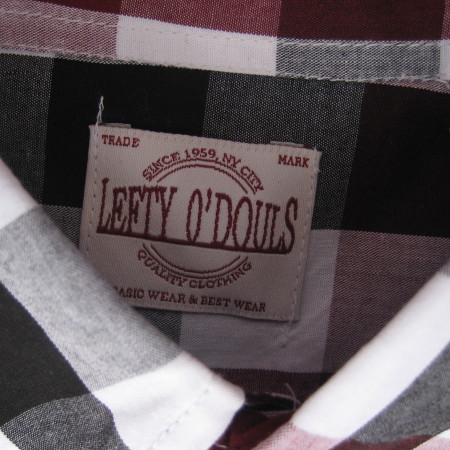 TRADE MARK
SINCE 1959, NY CITY
LEFTY O'DOULS
QUALITY CLOTHING
BASIC WEAR & BEST WEAR